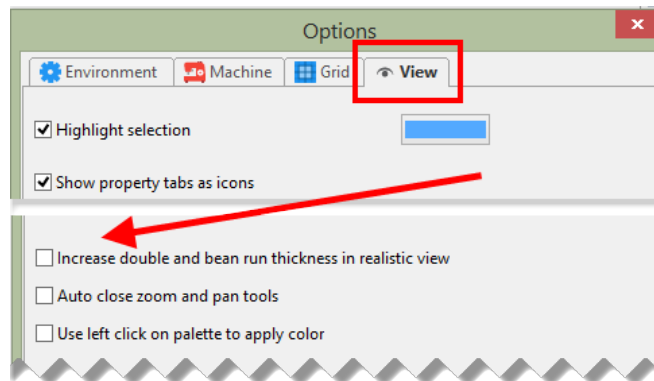 Options
Environment Machine Grid View
Highlight selection
Show property tabs as icons
Increase double and bean run thickness in realistic view
Auto close zoom and pan tools
Use left click on palette to apply color